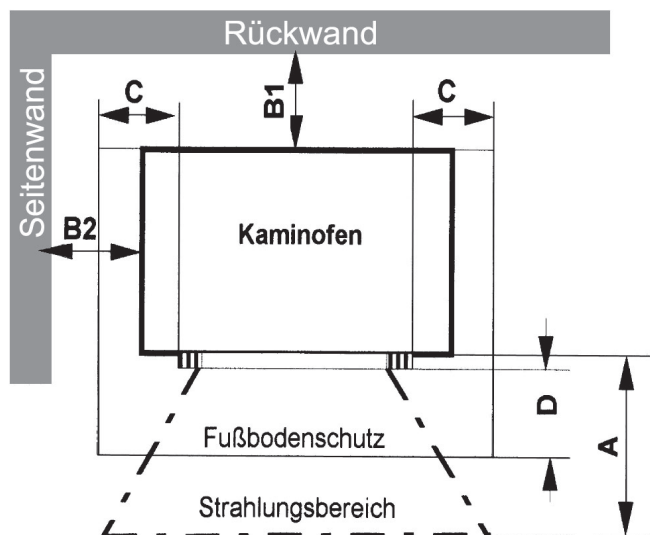 Rückwand
Seitenwand
C
B1
C
B2
Kaminofen
D
A
Fußbodenschutz
Strahlungsbereich